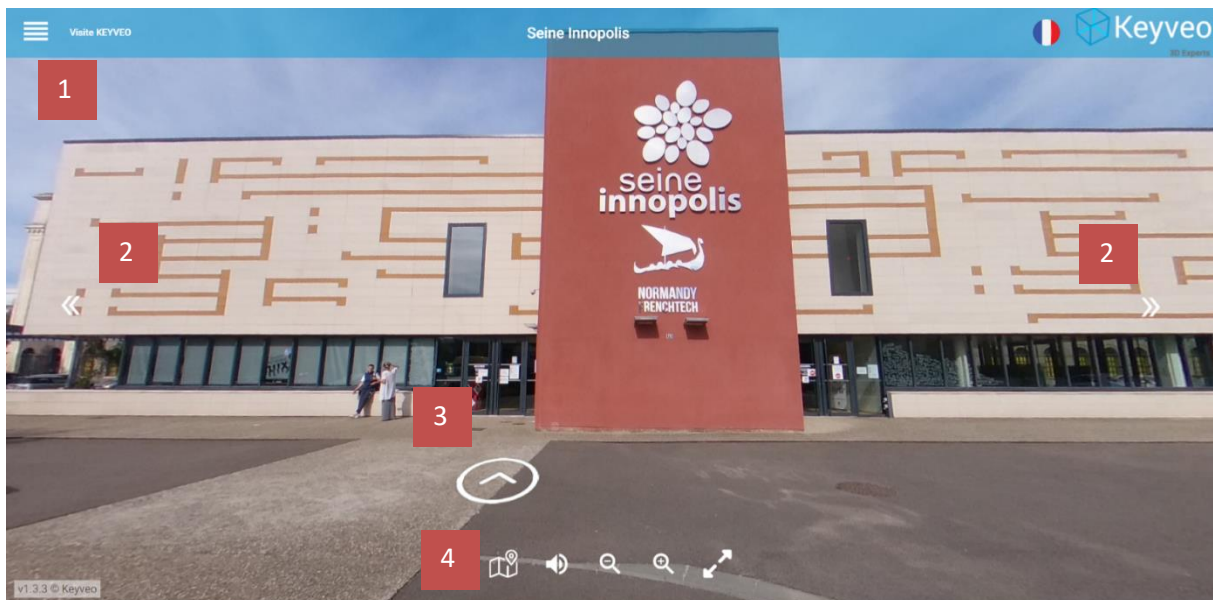 Visite KEYVEO
Seine Innopolis
Keyveo
3D Experts
1
seine
innopolis
2
2
NORMANDY
FRENCHTECH
3
4
v1.3.3 © Keyveo